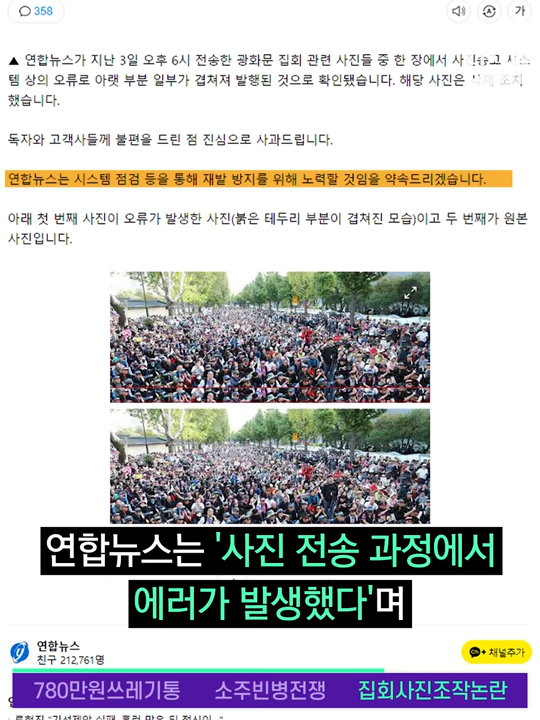 358
가
▲ 연합뉴스가 지난 3일 오후 6시 전송한 광화문 집회 관련 사진들 중 한 장에서
템 상의 오류로 아랫 부분 일부가 겹쳐져 발행된 것으로 확인됐습니다. 해당 사진은 삭제 조치
했습니다.
독자와 고객사들께 불편을 드린 점 진심으로 사과드립니다.
연합뉴스는 시스템 점검 등을 통해 재발 방지를 위해 노력할 것임을 약속드리겠습니다.
아래 첫 번째 사진이 오류가 발생한 사진(붉은 테두리 부분이 겹쳐진 모습)이고 두 번째가 원본
사진입니다.
연합뉴스는 '사진 전송 과정에서
에러가 발생했다'며
연합뉴스
친구 212,761명
채널추가
780만원쓰레기통 소주빈병전쟁 집회사진조작논란